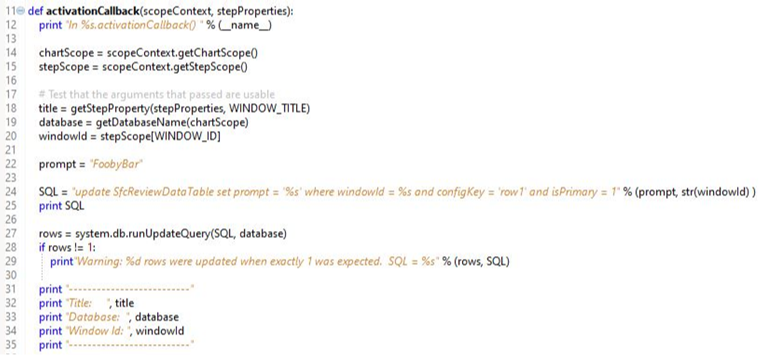 11 def activationCallback(scopeContext, stepProperties):
12 print "In %s.activationCallback() " % (__name__)
13
14 chartScope = scopeContext.getChartScope()
15 stepScope = scopeContext.getStepScope()
16
17 # Test that the arguments that passed are usable
18 title = getStepProperty(stepProperties, WINDOW_TITLE)
19 database = getDatabaseName(chartScope)
20 windowId = stepScope[WINDOW_ID]
21
22 prompt = "FoobyBar"
23
24 SQL = "update SfcReviewDataTable set prompt = '%s' where windowId = %s and configKey = 'row1' and isPrimary = 1" % (prompt, str(windowId) )
25 print SQL
26
27 rows = system.db.runUpdateQuery(SQL, database)
28 if rows != 1:
29 print"Warning: %d rows were updated when exactly 1 was expected.  SQL = %s" % (rows, SQL)
30
31 print "--------------------------"
32 print "Title:     ", title
33 print "Database:  ", database
34 print "Window Id: ", windowId
35 print "--------------------------"